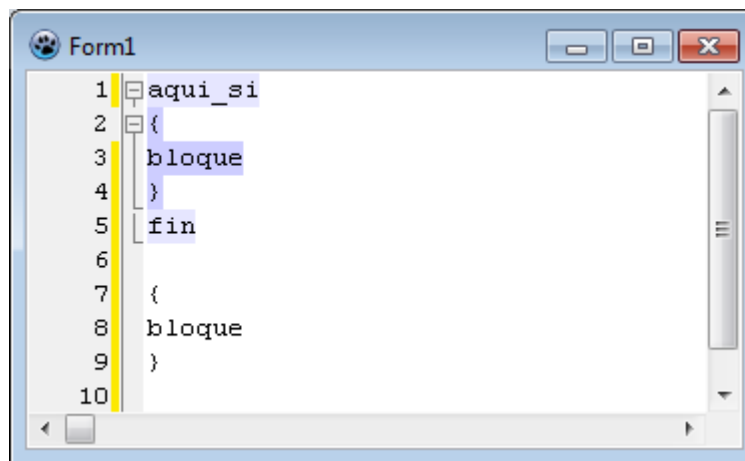 Form1
1 aqui_si
2 {
3 bloque
4 }
5 fin
6
7 {
8 bloque
9 }
10